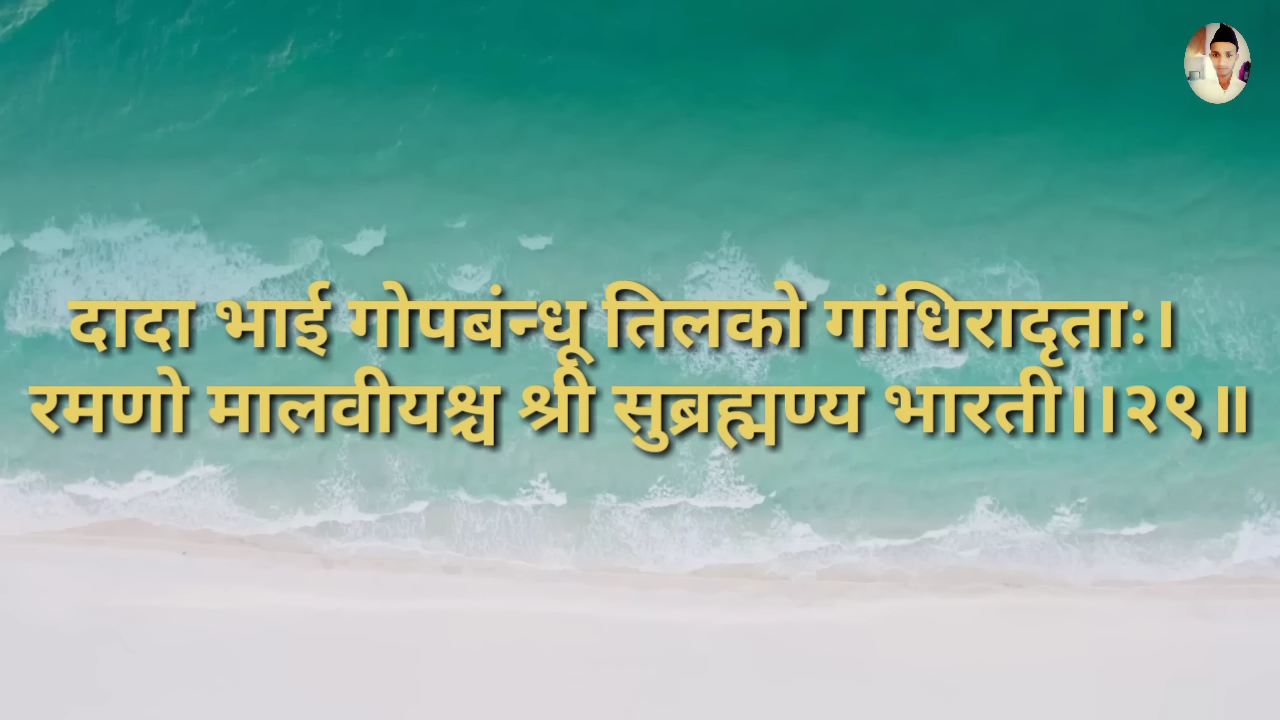 दादा भाई गोपबंन्धू तिलको गांधिरादृताः।
रमणो मालवीयश्च श्री सुब्रह्मण्य भारती।।२९॥